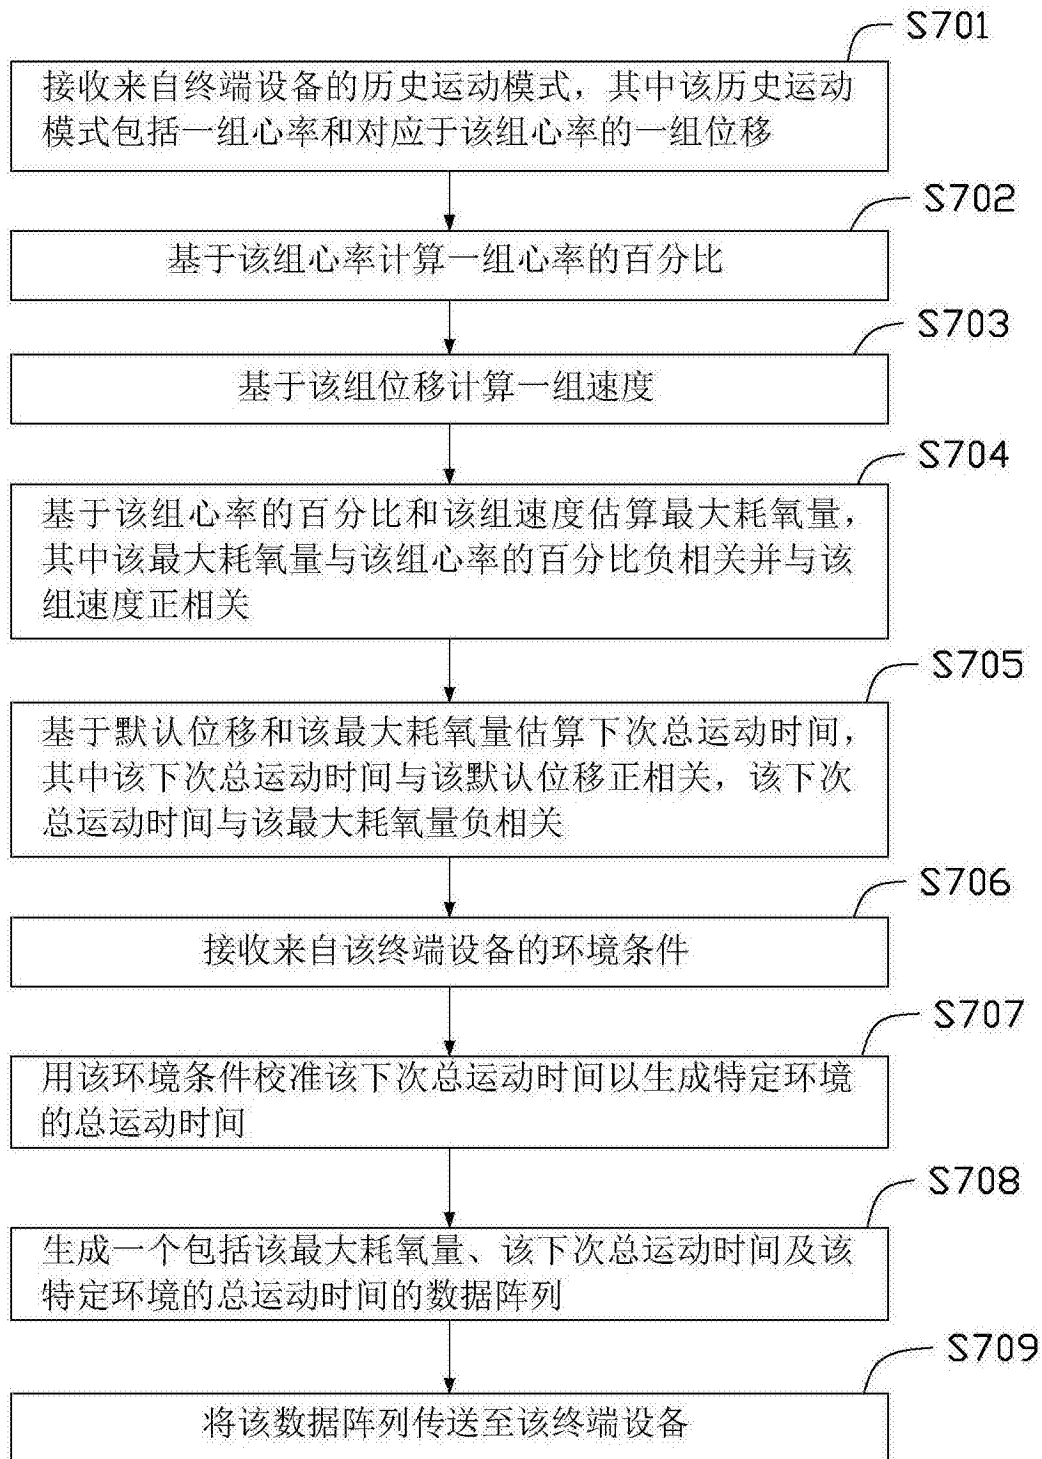 S701
接收来自终端设备的历史运动模式，其中该历史运动
模式包括一组心率和对应于该组心率的一组位移
S702
基于该组心率计算一组心率的百分比
S703
基于该组位移计算一组速度
S704
基于该组心率的百分比和该组速度估算最大耗氧量，
其中该最大耗氧量与该组心率的百分比负相关并与该
组速度正相关
S705
基于默认位移和该最大耗氧量估算下次总运动时间，
其中该下次总运动时间与该默认位移正相关，该下次
总运动时间与该最大耗氧量负相关
S706
接收来自该终端设备的环境条件
S707
用该环境条件校准该下次总运动时间以生成特定环境
的总运动时间
S708
生成一个包括该最大耗氧量、该下次总运动时间及该
特定环境的总运动时间的数据阵列
S709
将该数据阵列传送至该终端设备